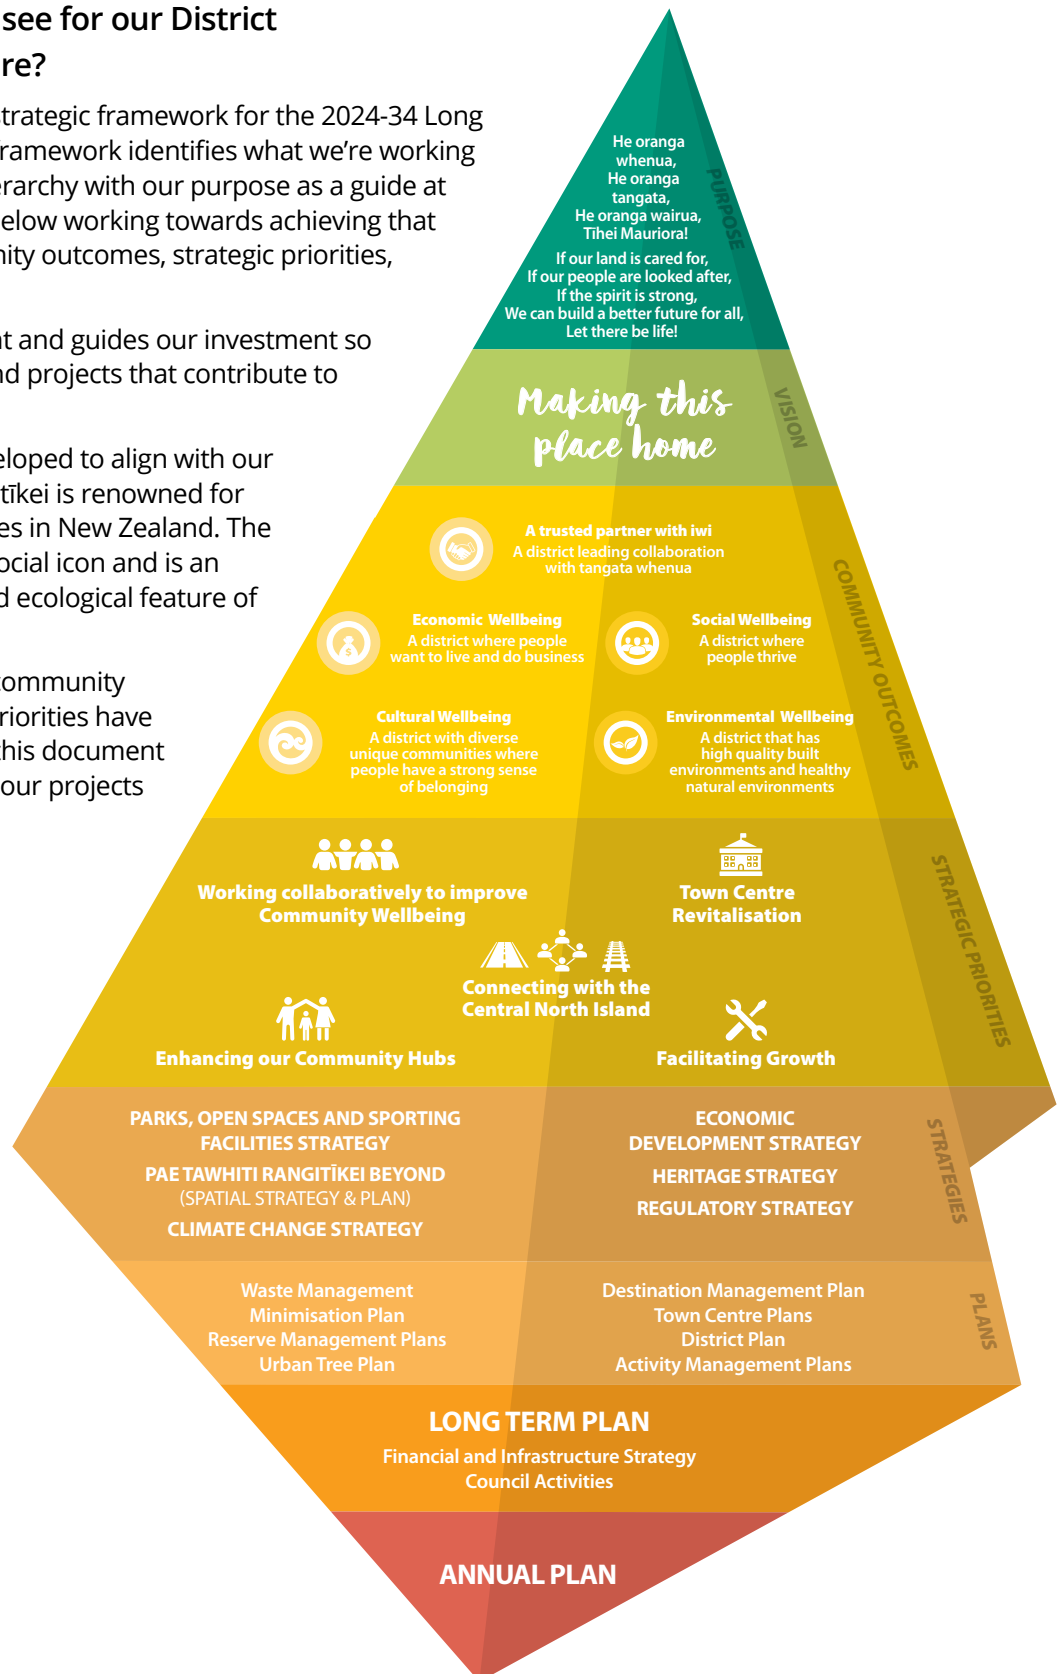 see for our District
re?
strategic framework for the 2024-34 Long
ramework identifies what we're working
erarchy with our purpose as a guide at
elow working towards achieving that
nity outcomes, strategic priorities,
nt and guides our investment so
nd projects that contribute to
eloped to align with our
tīkei is renowned for
es in New Zealand. The
ocial icon and is an
d ecological feature of
community
riorities have
this document
our projects
He oranga
whenua,
He oranga
tangata,
He oranga wairua,
Tīhei Mauriora!
If our land is cared for,
If our people are looked after,
If the spirit is strong,
We can build a better future for all,
Let there be life!
PURPOSE
Making this
place home
VISION
A trusted partner with iwi
A district leading collaboration
with tangata whenua
Economic Wellbeing
A district where people
want to live and do business
Social Wellbeing
A district where
people thrive
Cultural Wellbeing
A district with diverse
unique communities where
people have a strong sense
of belonging
Environmental Wellbeing
A district that has
high quality built
environments and healthy
natural environments
COMMUNITY OUTCOMES
Working collaboratively to improve
Community Wellbeing
Town Centre
Revitalisation
Connecting with the
Central North Island
Enhancing our Community Hubs
Facilitating Growth
STRATEGIC PRIORITIES
PARKS, OPEN SPACES AND SPORTING
FACILITIES STRATEGY
PAE TAWHITI RANGITĪKEI BEYOND
(SPATIAL STRATEGY & PLAN)
CLIMATE CHANGE STRATEGY
ECONOMIC
DEVELOPMENT STRATEGY
HERITAGE STRATEGY
REGULATORY STRATEGY
STRATEGIES
Waste Management
Minimisation Plan
Reserve Management Plans
Urban Tree Plan
Destination Management Plan
Town Centre Plans
District Plan
Activity Management Plans
PLANS
LONG TERM PLAN
Financial and Infrastructure Strategy
Council Activities
ANNUAL PLAN